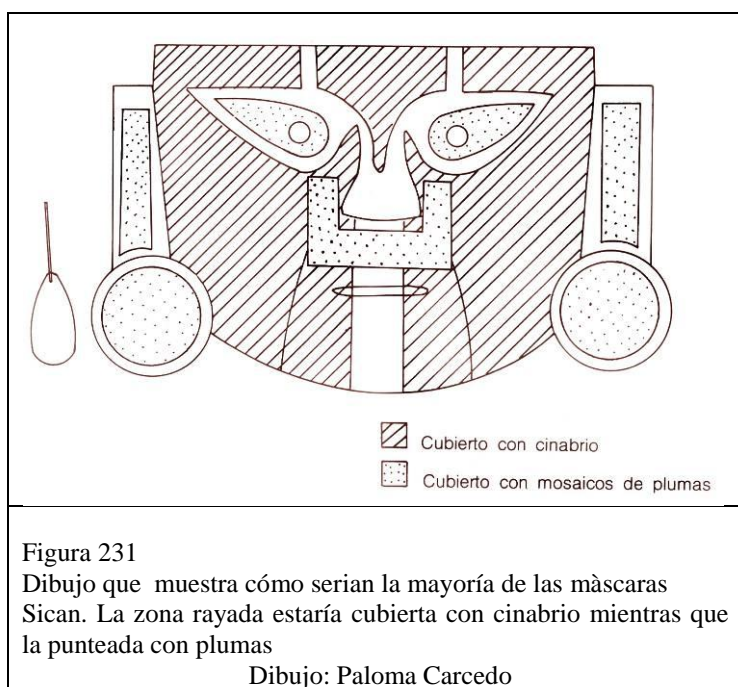 Cubierto con cinabrio
Cubierto con mosaicos de plumas
Figura 231
Dibujo que muestra cómo serian la mayoría de las màscaras
Sican. La zona rayada estaría cubierta con cinabrio mientras que
la punteada con plumas
Dibujo: Paloma Carcedo